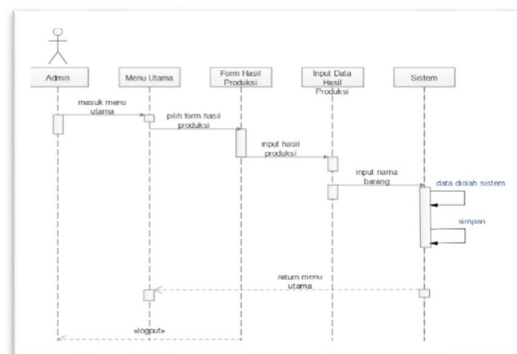 Admin
Menu Utama
Form Hasil
Produksi
Input Data
Hasil
Produksi
Sistem
masuk menu
utama
pilih form hasil
produksi
input hasil
produksi
input nama
barang
data diolah sistem
simpan
return menu
utama
«logout»